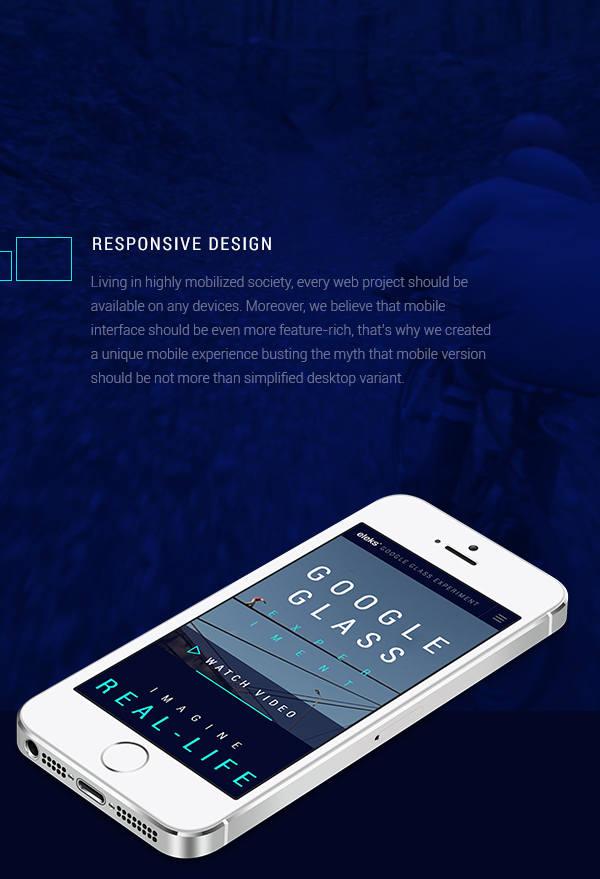 RESPONSIVE DESIGN
Living in highly mobilized society, every web project should be
available on any devices. Moreover, we believe that mobile
interface should be even more feature-rich, that's why we created
a unique mobile experience busting the myth that mobile version
should be not more than simplified desktop variant.
eleks® GOOGLE GLASS EXPERIMENT
GOOGLE
GLASS
EXPER
IMENT
WATCH VIDEO
IMAGINE
REAL-LIFE